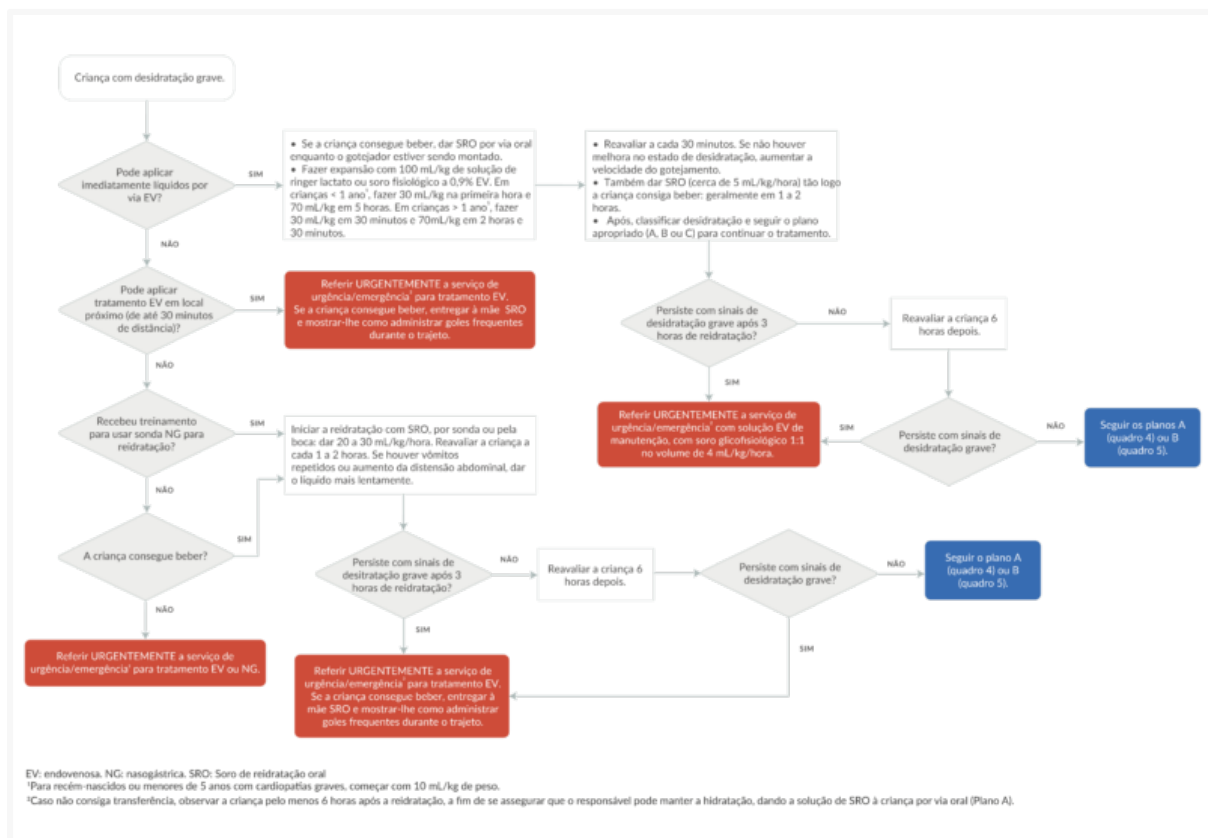 Criança com desidratação grave.
Pode aplicar
imediatamente líquidos por
via EV?
SIM
• Se a criança consegue beber, dar SRO por via oral
enquanto o gotejador estiver sendo montado.
• Fazer expansão com 100 mL/kg de solução de
ringer lactato ou soro fisiológico a 0,9% EV. Em
crianças < 1 ano¹, fazer 30 mL/kg na primeira hora e
70 mL/kg em 5 horas. Em crianças > 1 ano¹, fazer
30 mL/kg em 30 minutos e 70mL/kg em 2 horas e
30 minutos.
• Reavaliar a cada 30 minutos. Se não houver
melhora no estado de desidratação, aumentar a
velocidade do gotejamento.
• Também dar SRO (cerca de 5 mL/kg/hora) tão logo
a criança consiga beber: geralmente em 1 a 2
horas.
• Após, classificar desidratação e seguir o plano
apropriado (A, B ou C) para continuar o tratamento.
NÃO
Pode aplicar
tratamento EV em local
próximo (de até 30 minutos
de distância)?
SIM
Referir URGENTEMENTE a serviço de
urgência/emergência² para tratamento EV.
Se a criança consegue beber, entregar à mãe SRO
e mostrar-lhe como administrar goles frequentes
durante o trajeto.
Persiste com sinais de
desidratação grave após 3
horas de reidratação?
NÃO
Reavaliar a criança 6
horas depois.
NÃO
SIM
Recebeu treinamento
para usar sonda NG para
reidratação?
SIM
Iniciar a reidratação com SRO, por sonda ou pela
boca: dar 20 a 30 mL/kg/hora. Reavaliar a criança a
cada 1 a 2 horas. Se houver vômitos
repetidos ou aumento da distensão abdominal, dar
o líquido mais lentamente.
Referir URGENTEMENTE a serviço de
urgência/emergência² com solução EV de
manutenção, com soro glicofisiológico 1:1
no volume de 4 mL/kg/hora.
SIM
Persiste com sinais de
desidratação grave?
NÃO
Seguir os planos A
(quadro 4) ou B
(quadro 5).
NÃO
A criança consegue beber?
SIM
Persiste com sinais de
desitratação grave após 3
horas de reidratação?
NÃO
Reavaliar a criança 6
horas depois.
Persiste com sinais de
desidratação grave?
NÃO
Seguir o plano A
(quadro 4) ou B
(quadro 5).
NÃO
SIM
SIM
Referir URGENTEMENTE a serviço de
urgência/emergência² para tratamento EV ou NG.
Referir URGENTEMENTE a serviço de
urgência/emergência² para tratamento EV.
Se a criança consegue beber, entregar à
mãe SRO e mostrar-lhe como administrar
goles frequentes durante o trajeto.
EV: endovenosa. NG: nasogástrica. SRO: Soro de reidratação oral
¹Para recém-nascidos ou menores de 5 anos com cardiopatias graves, começar com 10 mL/kg de peso.
²Caso não consiga transferência, observar a criança pelo menos 6 horas após a reidratação, a fim de se assegurar que o responsável pode manter a hidratação, dando a solução de SRO à criança por via oral (Plano A).